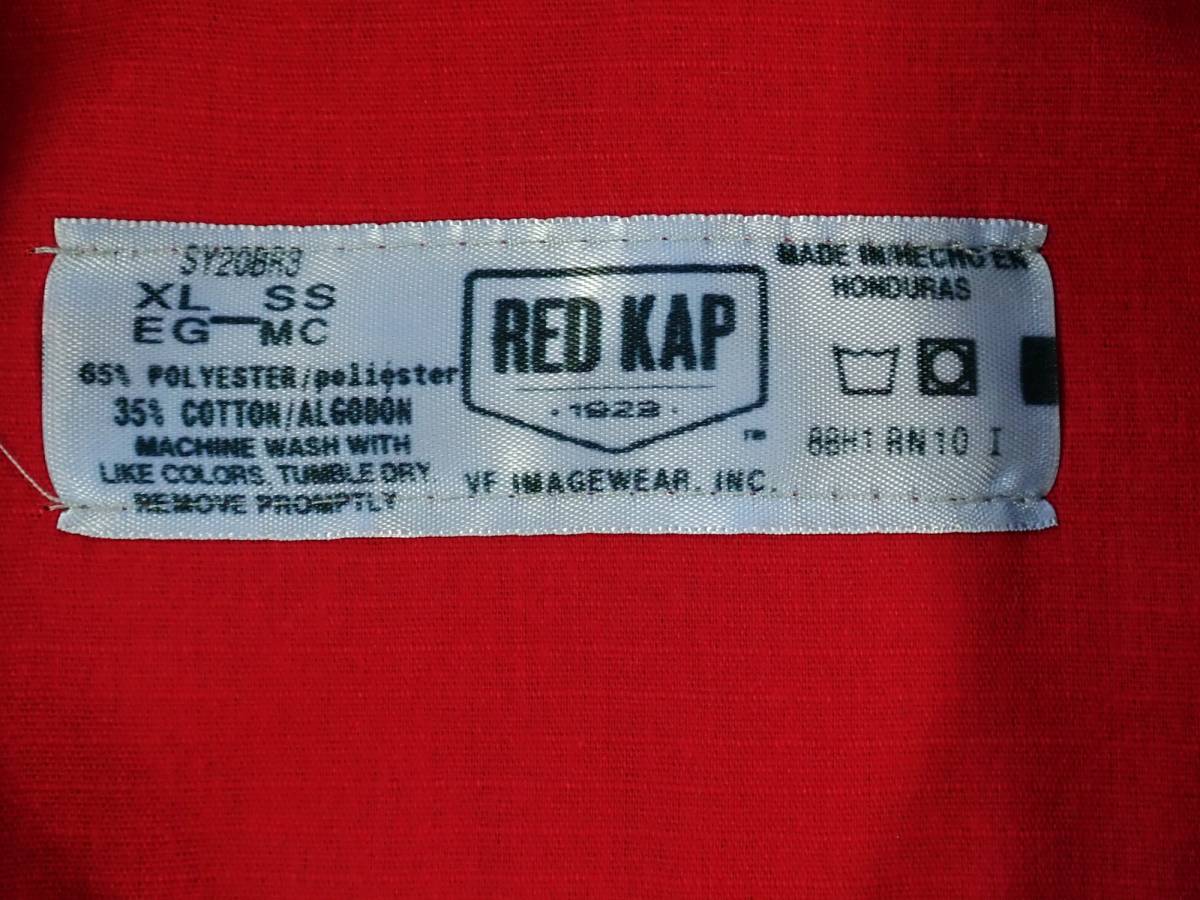 SY20BR3
XL—SS
EG—MC
65% POLYESTER/poliéster
35% COTTON/ALGODON
MACHINE WASH WITH
LIKE COLORS, TUMBLE DRY.
REMOVE PROMPTLY
RED KAP
·1923·
TM
VF IMAGEWEAR, INC.
MADE IN/HECHO EN
HONDURAS
88H1 RN10 I